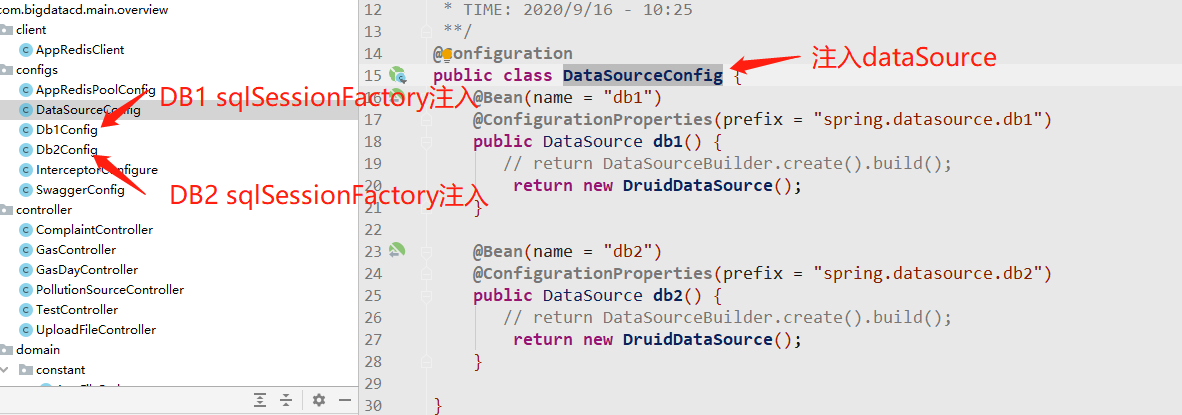 com.bigdatacd.main.overview
client
AppRedisClient
configs
AppRedisPoolConfig
DataSourceConfig
Db1Config
Db2Config
InterceptorConfigure
SwaggerConfig
controller
ComplaintController
GasController
GasDayController
PollutionSourceController
TestController
UploadFileController
domain
constant
DB1 sqlSessionFactory注入
DB2 sqlSessionFactory注入
注入dataSource
12 * TIME: 2020/9/16 - 10:25
13 **/
14 @Configuration
15 public class DataSourceConfig {
16 @Bean(name = "db1")
17 @ConfigurationProperties(prefix = "spring.datasource.db1")
18 public DataSource db1() {
19 // return DataSourceBuilder.create().build();
20 return new DruidDataSource();
21 }
22
23 @Bean(name = "db2")
24 @ConfigurationProperties(prefix = "spring.datasource.db2")
25 public DataSource db2() {
26 // return DataSourceBuilder.create().build();
27 return new DruidDataSource();
28 }
29
30 }